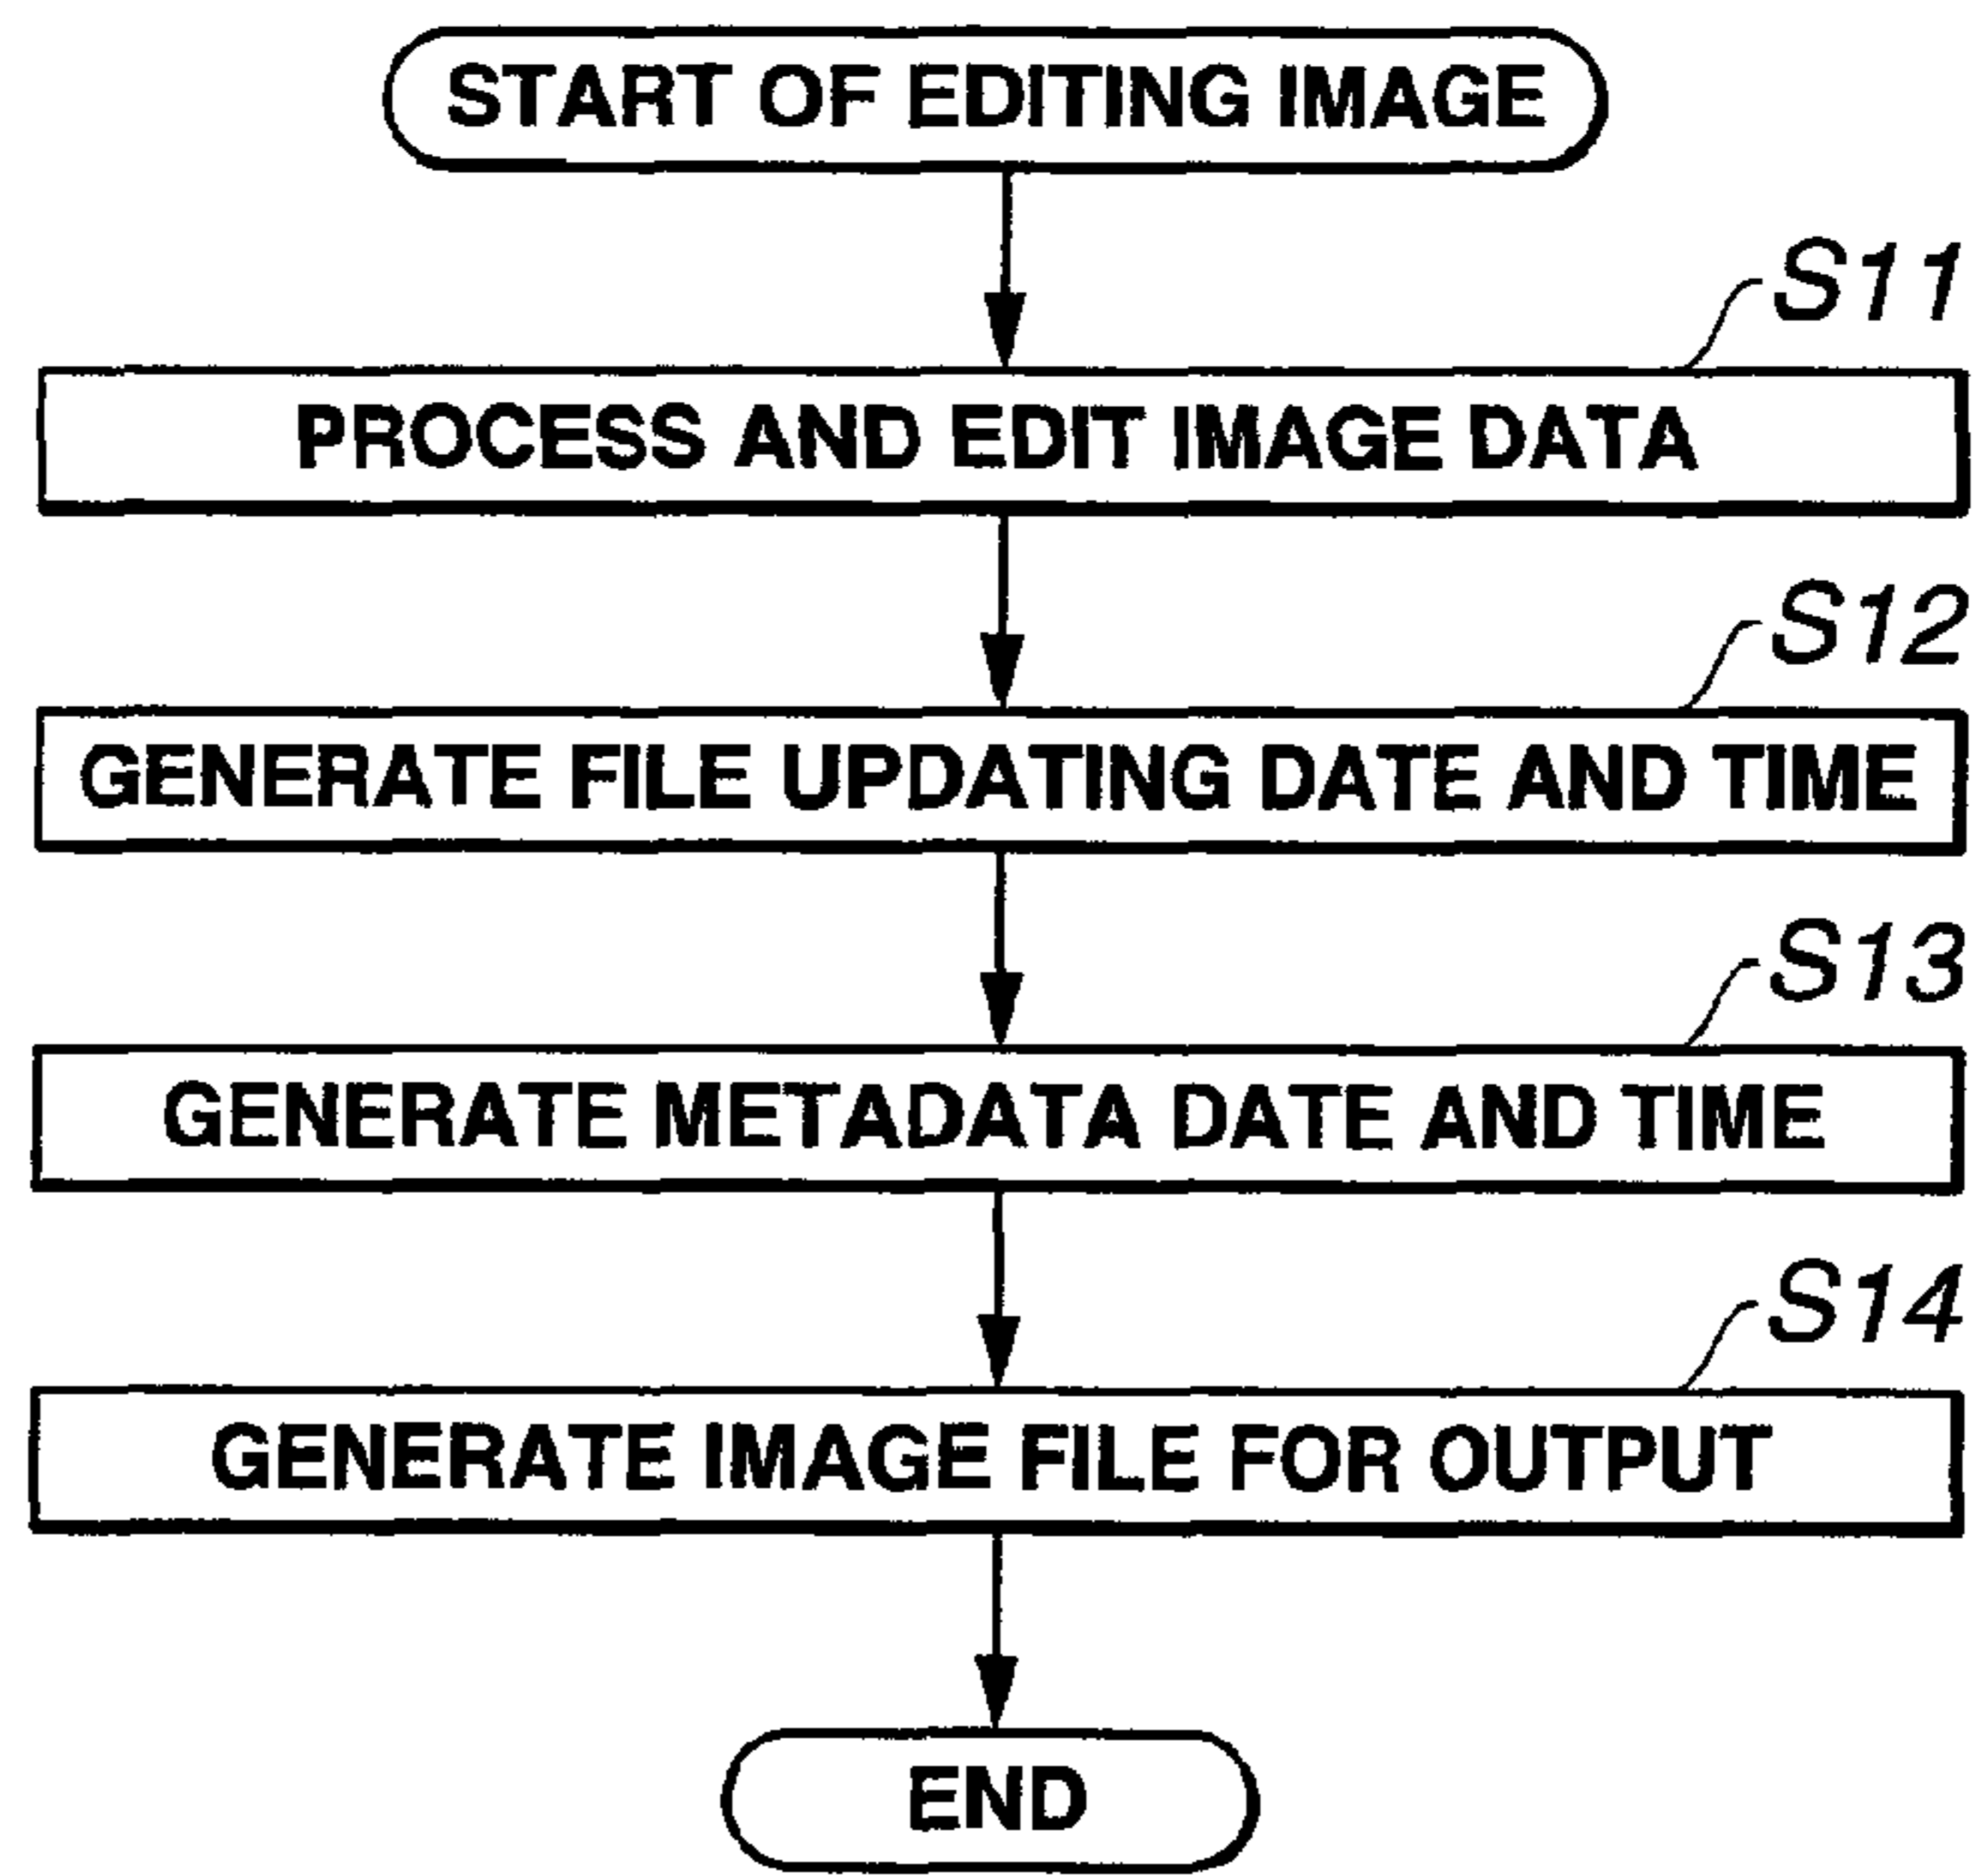 START OF EDITING IMAGE
S11
PROCESS AND EDIT IMAGE DATA
S12
GENERATE FILE UPDATING DATE AND TIME
S13
GENERATE METADATA DATE AND TIME
S14
GENERATE IMAGE FILE FOR OUTPUT
END